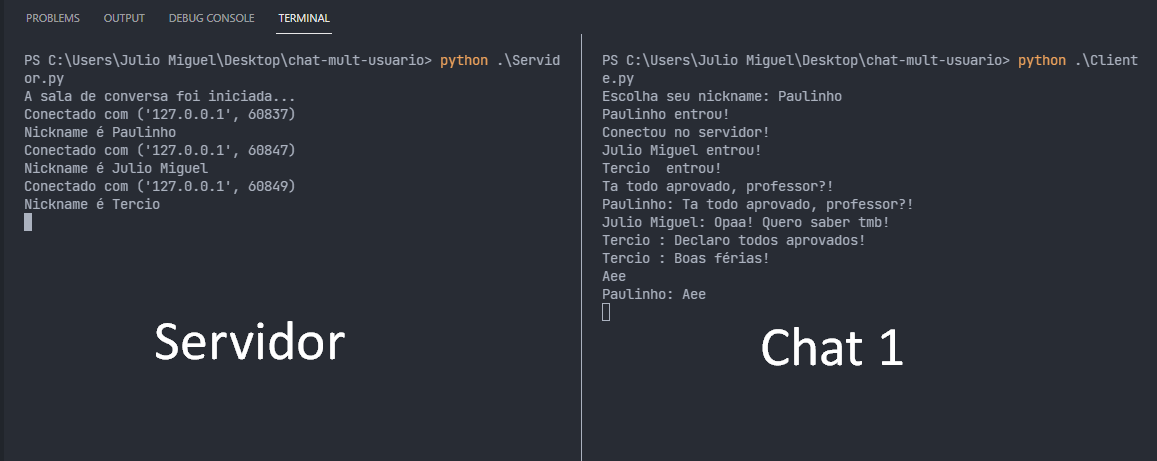 PROBLEMS OUTPUT DEBUG CONSOLE TERMINAL
PS C:\Users\Julio Miguel\Desktop\chat-mult-usuario> python .\Servid
or.py
A sala de conversa foi iniciada...
Conectado com ('127.0.0.1', 60837)
Nickname é Paulinho
Conectado com ('127.0.0.1', 60847)
Nickname é Julio Miguel
Conectado com ('127.0.0.1', 60849)
Nickname é Tercio
Servidor
PS C:\Users\Julio Miguel\Desktop\chat-mult-usuario> python .\Client
e.py
Escolha seu nickname: Paulinho
Paulinho entrou!
Conectou no servidor!
Julio Miguel entrou!
Tercio  entrou!
Ta todo aprovado, professor?!
Paulinho: Ta todo aprovado, professor?!
Julio Miguel: Opaa! Quero saber tmb!
Tercio : Declaro todos aprovados!
Tercio : Boas férias!
Aee
Paulinho: Aee
Chat 1